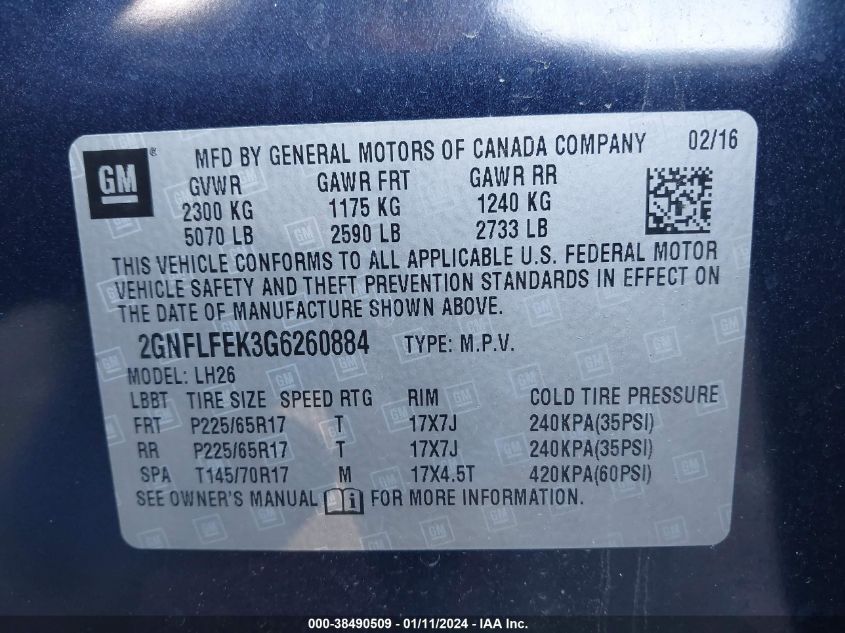 GM ® MFD BY GENERAL MOTORS OF CANADA COMPANY 02/16
GVWR GAWR FRT GAWR RR
2300 KG 1175 KG 1240 KG
5070 LB 2590 LB 2733 LB
THIS VEHICLE CONFORMS TO ALL APPLICABLE U.S. FEDERAL MOTOR
VEHICLE SAFETY AND THEFT PREVENTION STANDARDS IN EFFECT ON
THE DATE OF MANUFACTURE SHOWN ABOVE.
2GNFLFEK3G6260884 TYPE: M.P.V.
MODEL: LH26
LBBT TIRE SIZE SPEED RTG RIM COLD TIRE PRESSURE
FRT P225/65R17 T 17X7J 240KPA(35PSI)
RR P225/65R17 T 17X7J 240KPA(35PSI)
SPA T145/70R17 M 17X4.5T 420KPA(60PSI)
SEE OWNER'S MANUAL i FOR MORE INFORMATION.
000-38490509 - 01/11/2024 - IAA Inc.